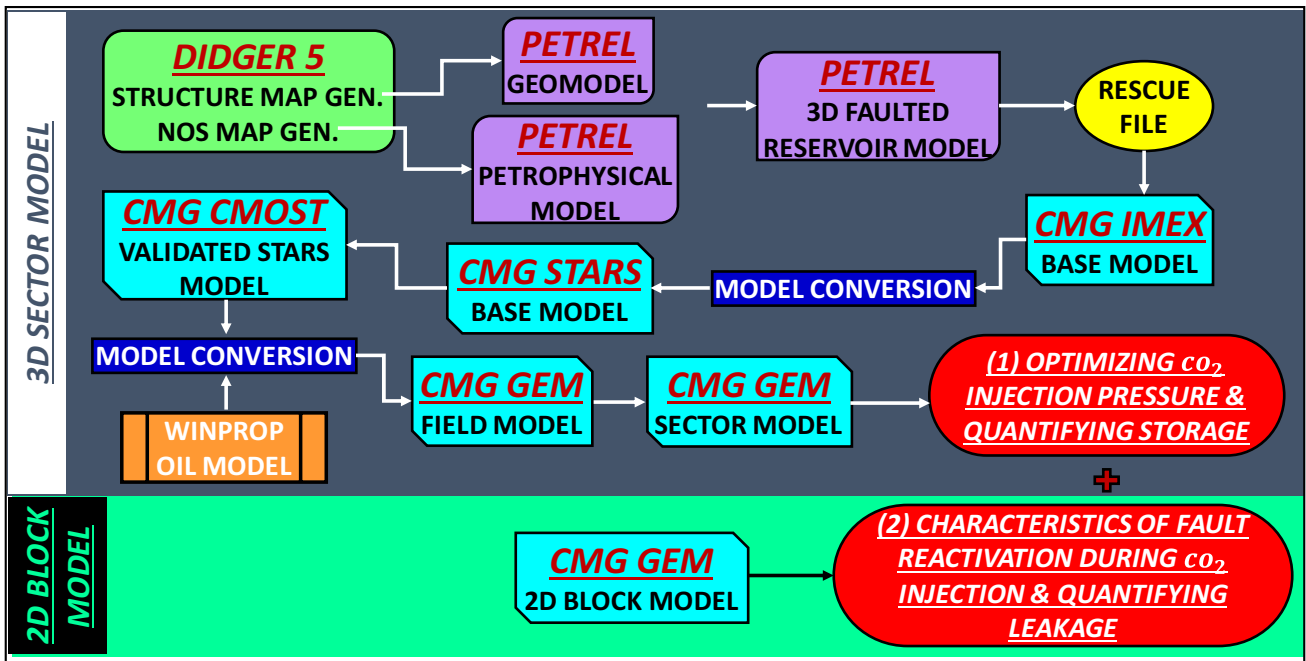 3D SECTOR MODEL
DIDGER 5
STRUCTURE MAP GEN.
NOS MAP GEN.
PETREL
GEOMODEL
PETREL
PETROPHYSICAL
MODEL
PETREL
3D FAULTED
RESERVOIR MODEL
RESCUE
FILE
CMG IMEX
BASE MODEL
MODEL CONVERSION
CMG STARS
BASE MODEL
CMG CMOST
VALIDATED STARS
MODEL
MODEL CONVERSION
WINPROP
OIL MODEL
CMG GEM
FIELD MODEL
CMG GEM
SECTOR MODEL
(1) OPTIMIZING co₂
INJECTION PRESSURE &
QUANTIFYING STORAGE
2D BLOCK
MODEL
CMG GEM
2D BLOCK MODEL
(2) CHARACTERISTICS OF FAULT
REACTIVATION DURING co₂
INJECTION & QUANTIFYING
LEAKAGE